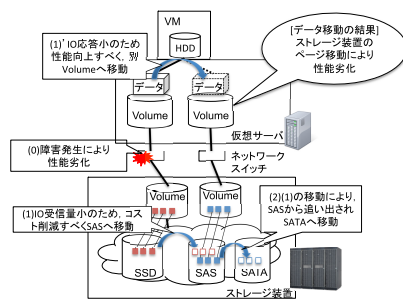 VM
HDD
(1)'IO応答小のため
性能向上すべく, 別
Volumeへ移動
[データ移動の結果]
ストレージ装置の
ページ移動により
性能劣化
データ
データ
Volume
Volume
仮想サーバ
(0)障害発生により
性能劣化
ネットワーク
スイッチ
Volume
Volume
(1)IO受信量小のため, コス
ト削減すべくSASへ移動
(2)(1)の移動により,
SASから追い出され
SATAへ移動
SSD
SAS
SATA
ストレージ装置